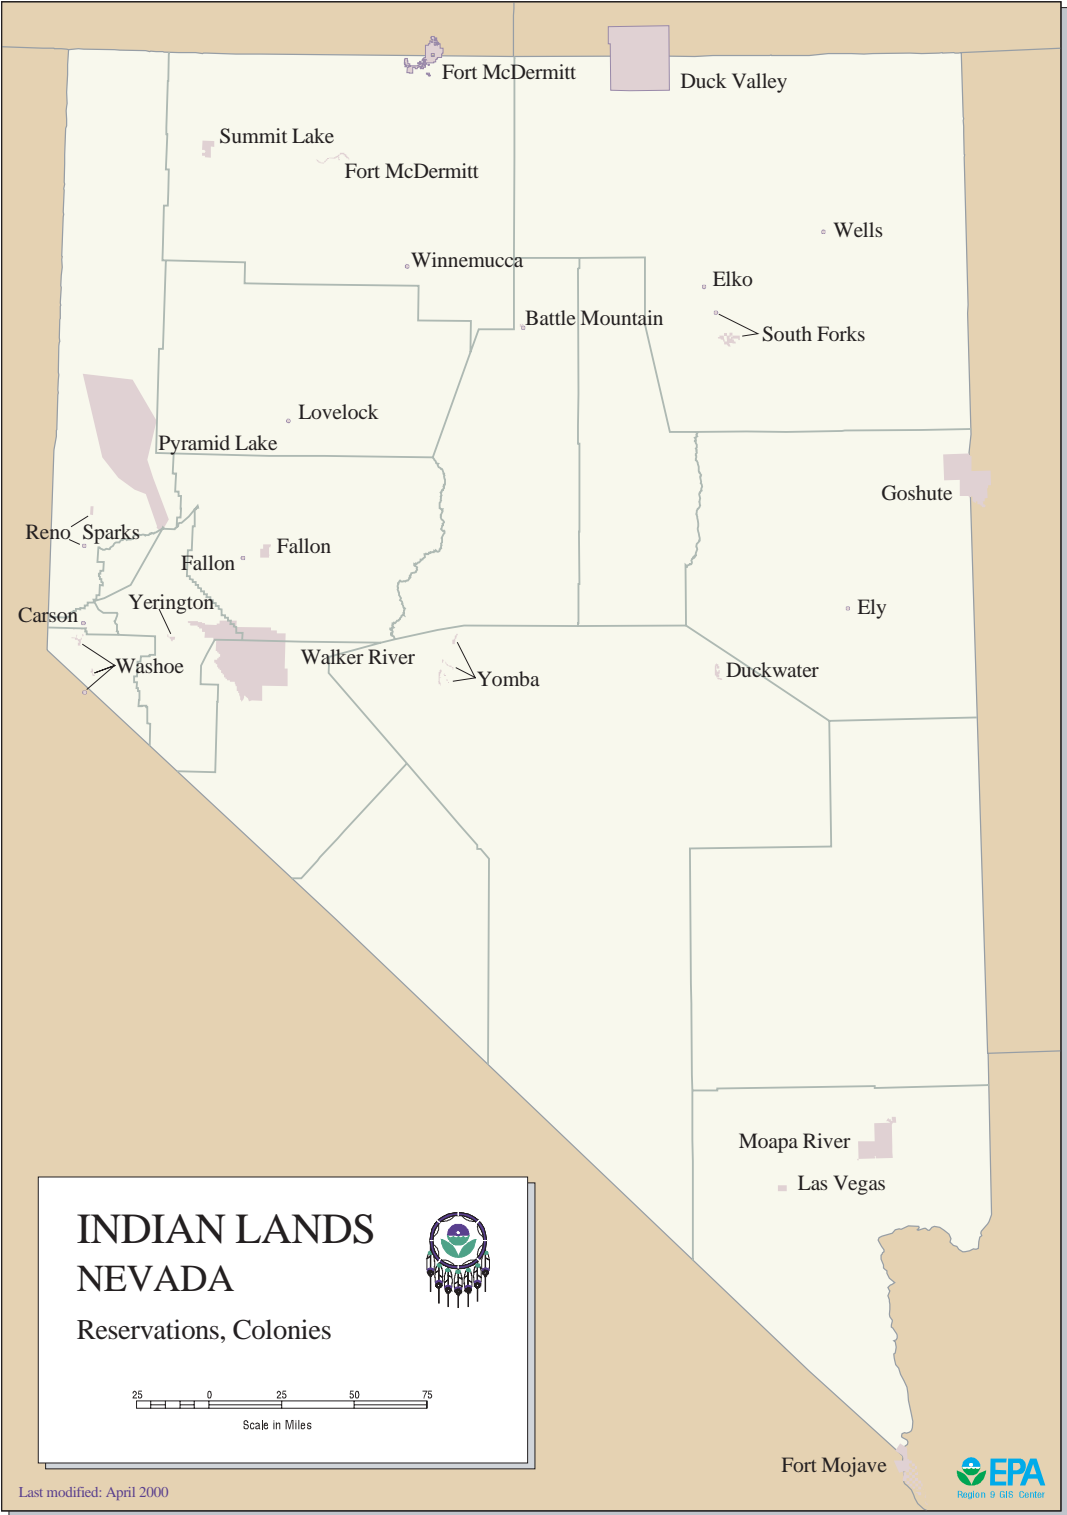 Fort McDermitt
Duck Valley
Summit Lake
Fort McDermitt
Wells
Winnemucca
Elko
Battle Mountain
South Forks
Lovelock
Pyramid Lake
Goshute
Reno Sparks
Fallon
Fallon
Yerington
Ely
Carson
Walker River
Washoe
Duckwater
Yomba
Moapa River
Las Vegas
INDIAN LANDS
NEVADA
Reservations, Colonies
25 0 25 50 75
Scale in Miles
Fort Mojave
EPA
Region 9 GIS Center
Last modified: April 2000